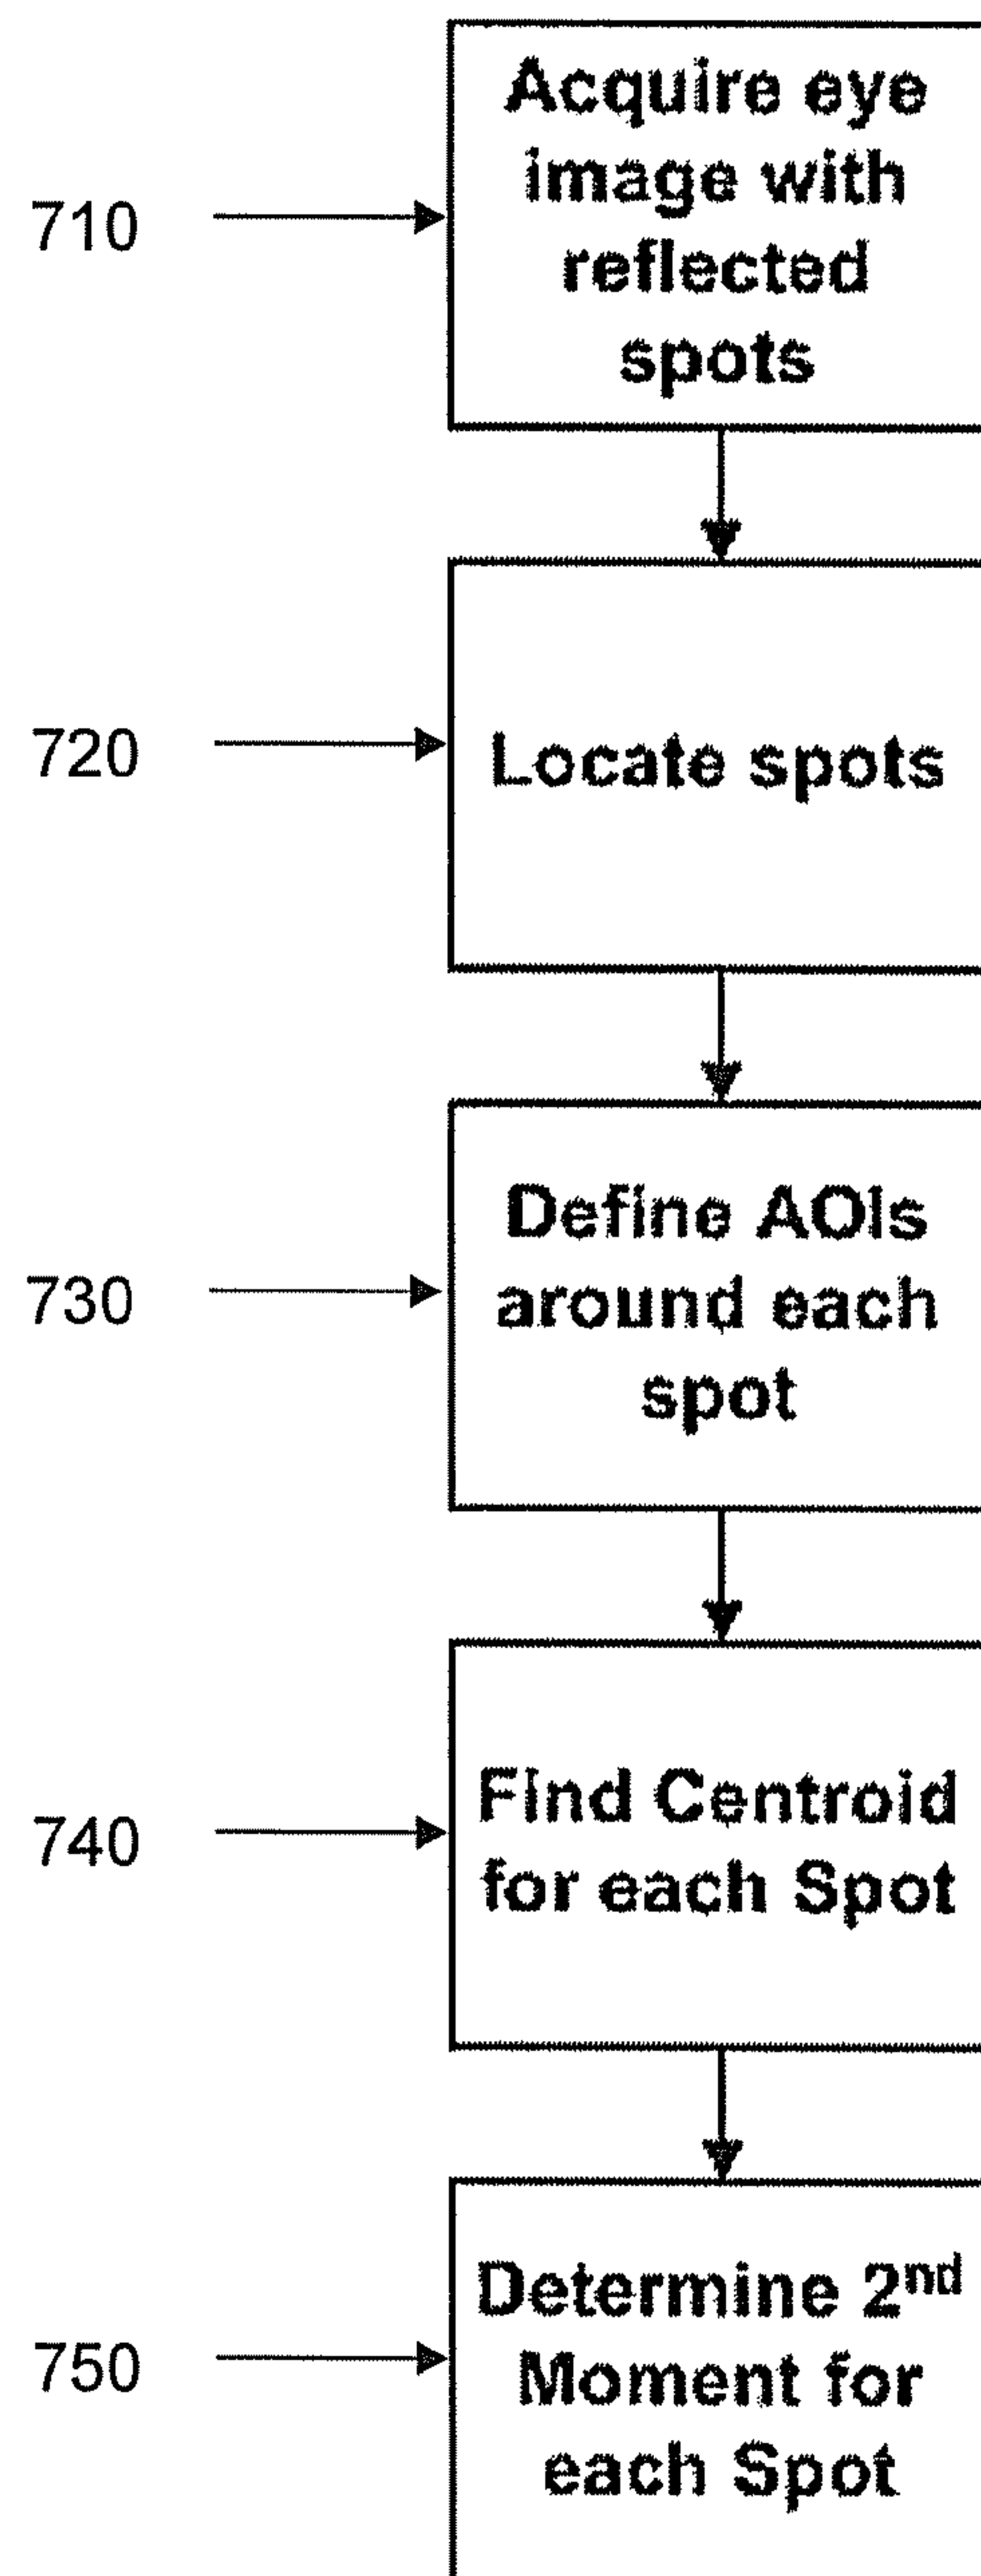 710
Acquire eye
image with
reflected
spots
720
Locate spots
730
Define AOIs
around each
spot
740
Find Centroid
for each Spot
750
Determine 2nd
Moment for
each Spot